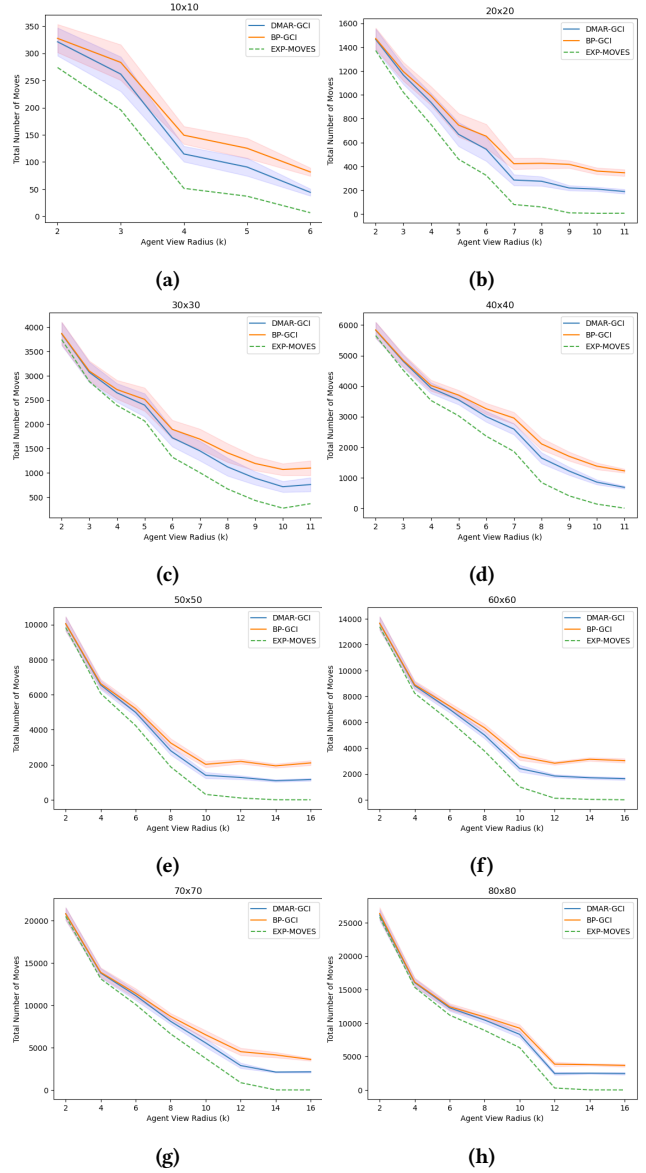 10x10
Total Number of Moves
350
300
250
200
150
100
50
0
2 3 4 5 6
Agent View Radius (k)
DMAR-GCI
BP-GCI
EXP-MOVES
(a)
20x20
Total Number of Moves
1600
1400
1200
1000
800
600
400
200
0
2 3 4 5 6 7 8 9 10 11
Agent View Radius (k)
DMAR-GCI
BP-GCI
EXP-MOVES
(b)
30x30
Total Number of Moves
4000
3500
3000
2500
2000
1500
1000
500
2 3 4 5 6 7 8 9 10 11
Agent View Radius (k)
DMAR-GCI
BP-GCI
EXP-MOVES
(c)
40x40
Total Number of Moves
6000
5000
4000
3000
2000
1000
0
2 3 4 5 6 7 8 9 10 11
Agent View Radius (k)
DMAR-GCI
BP-GCI
EXP-MOVES
(d)
50x50
Total Number of Moves
10000
8000
6000
4000
2000
0
2 4 6 8 10 12 14 16
Agent View Radius (k)
DMAR-GCI
BP-GCI
EXP-MOVES
(e)
60x60
Total Number of Moves
14000
12000
10000
8000
6000
4000
2000
0
2 4 6 8 10 12 14 16
Agent View Radius (k)
DMAR-GCI
BP-GCI
EXP-MOVES
(f)
70x70
Total Number of Moves
20000
15000
10000
5000
0
2 4 6 8 10 12 14 16
Agent View Radius (k)
DMAR-GCI
BP-GCI
EXP-MOVES
(g)
80x80
Total Number of Moves
25000
20000
15000
10000
5000
0
2 4 6 8 10 12 14 16
Agent View Radius (k)
DMAR-GCI
BP-GCI
EXP-MOVES
(h)